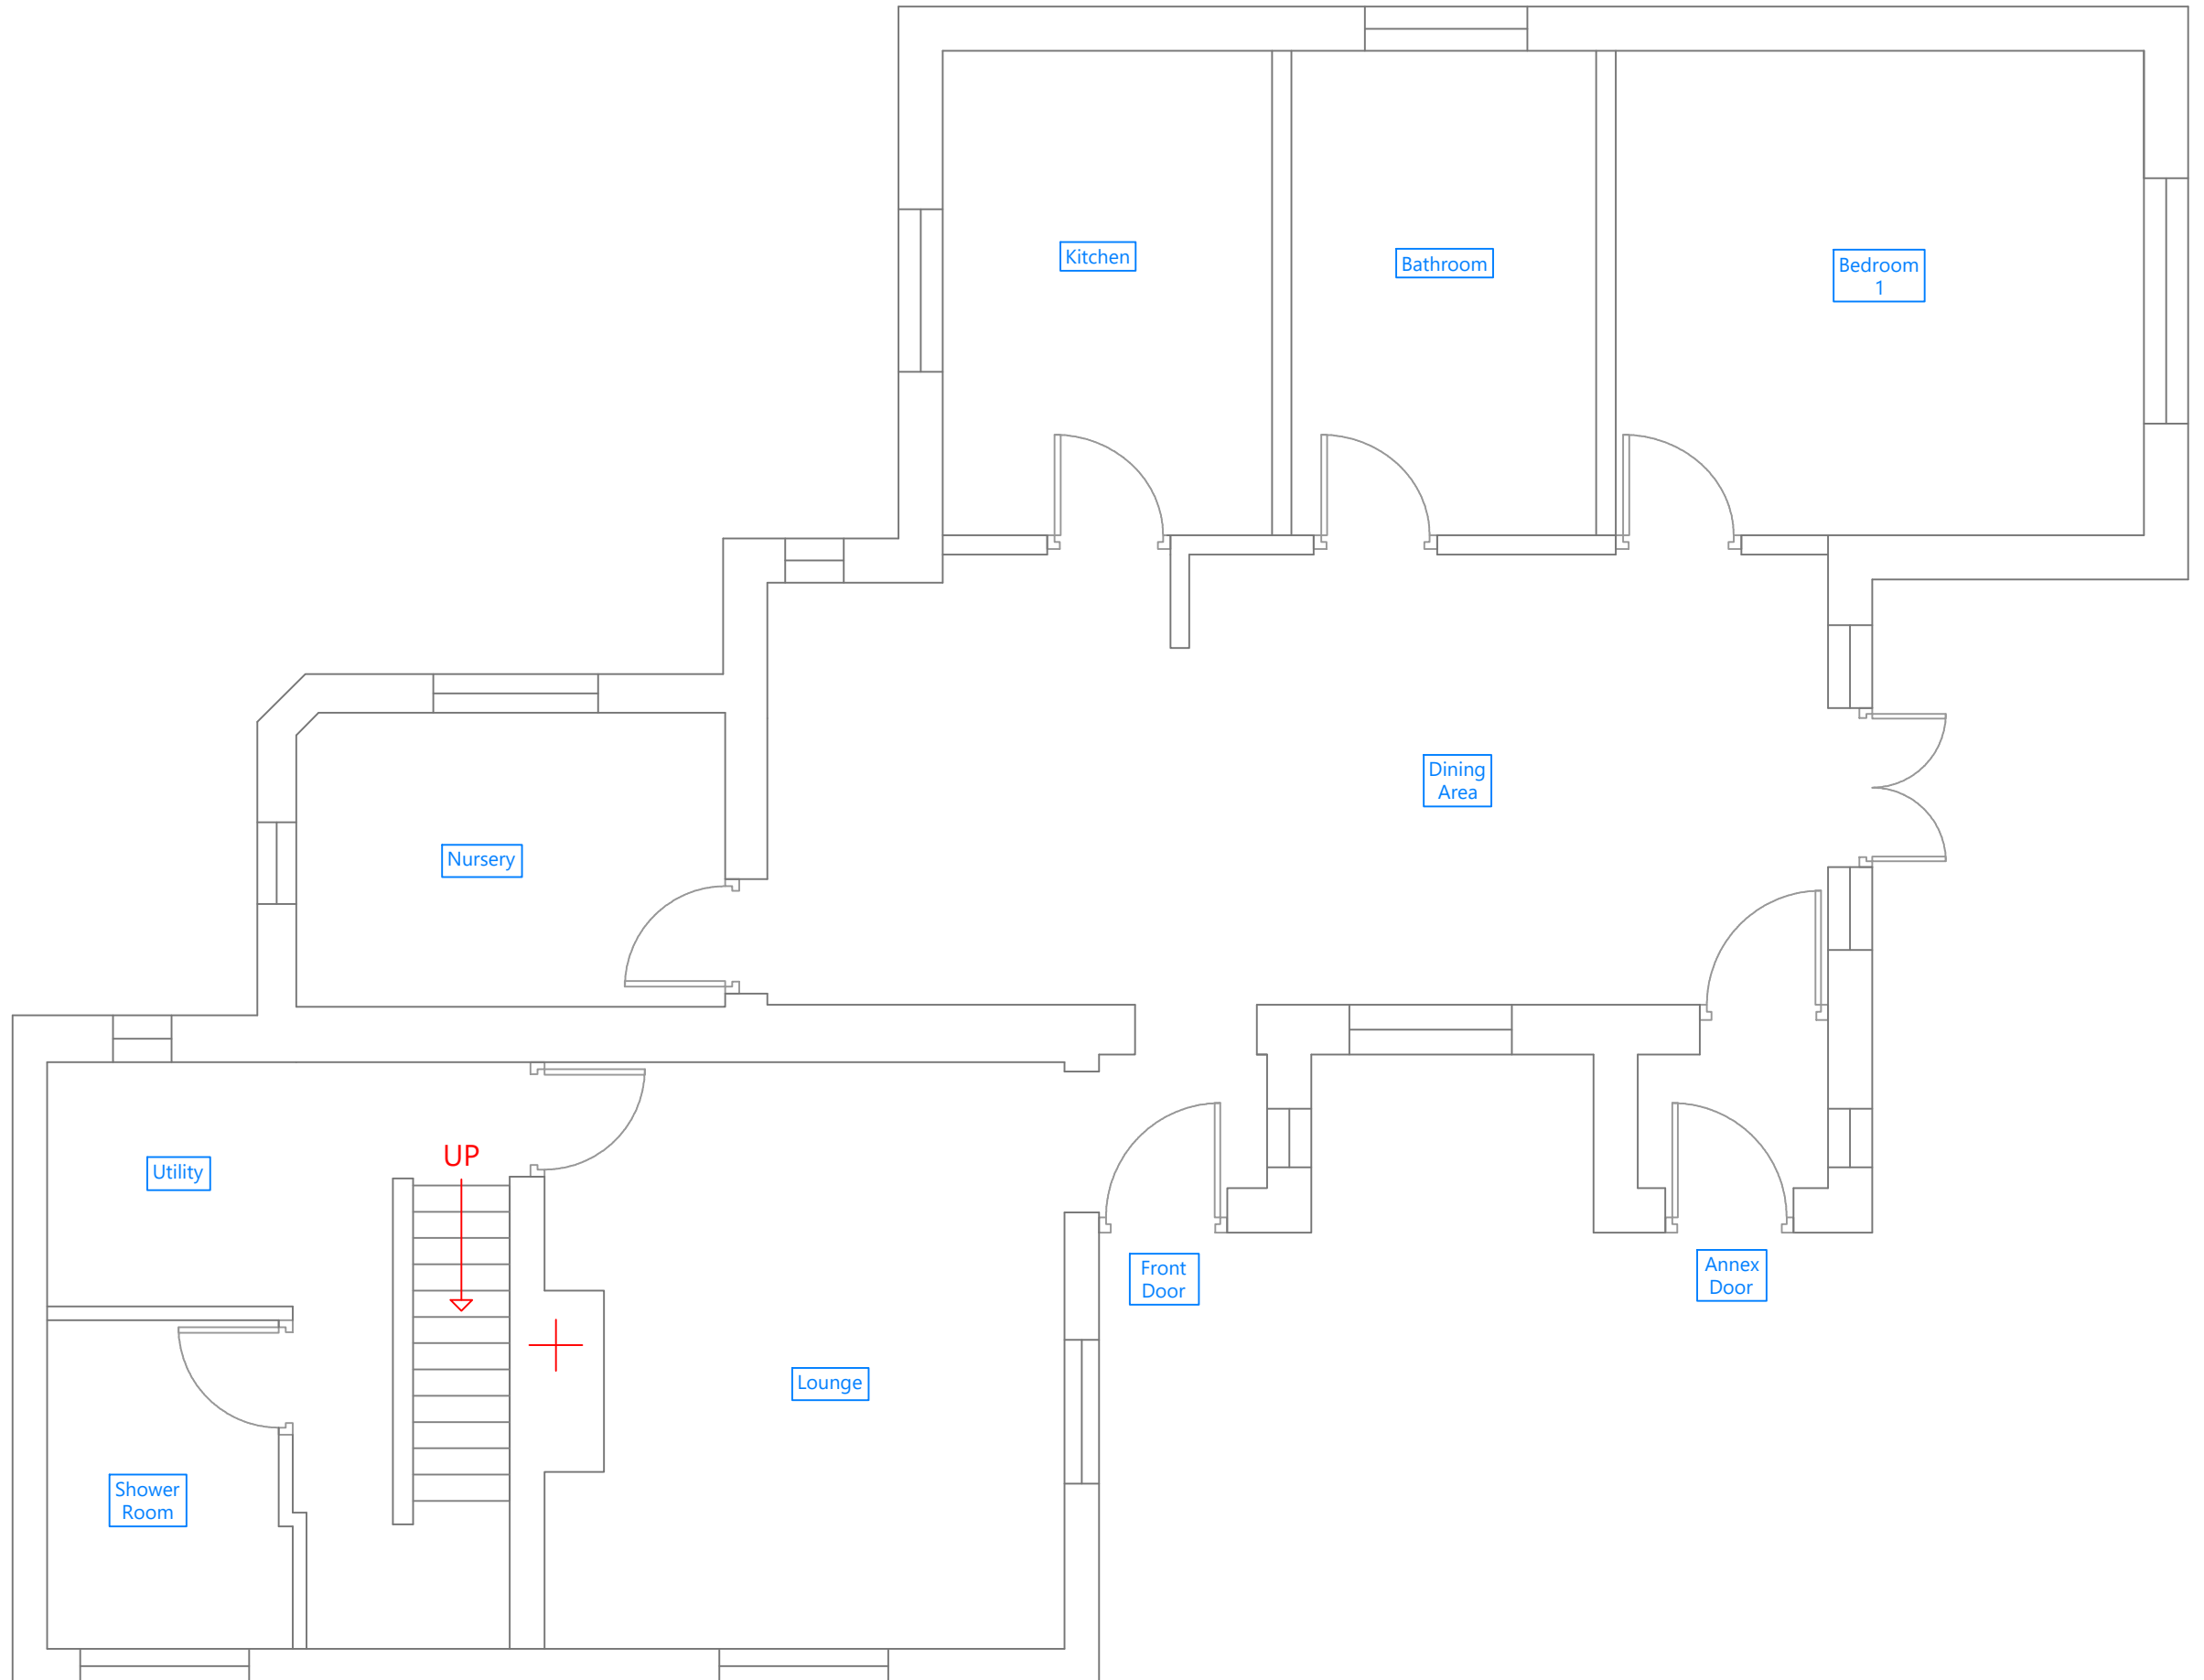 Kitchen
Bathroom
Bedroom
1
Dining
Area
Nursery
UP
Utility
Front
Door
Annex
Door
Lounge
Shower
Room